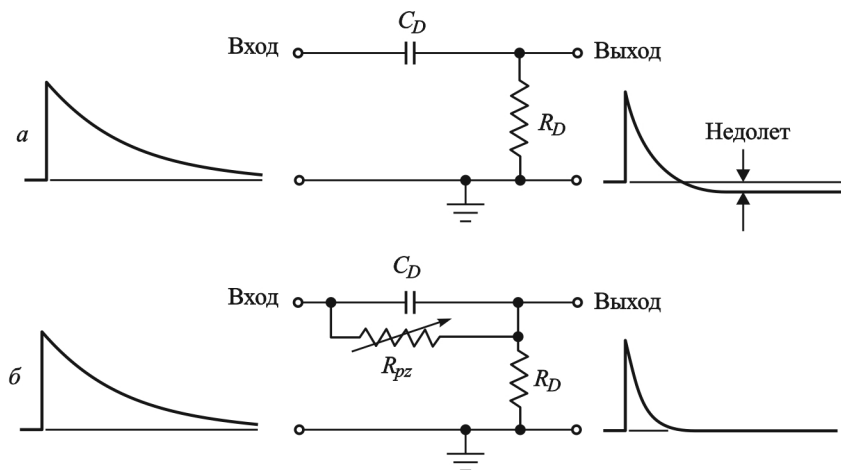 C_D
Вход
Выход
а
R_D
Недолет
C_D
Вход
Выход
б
R_pz
R_D